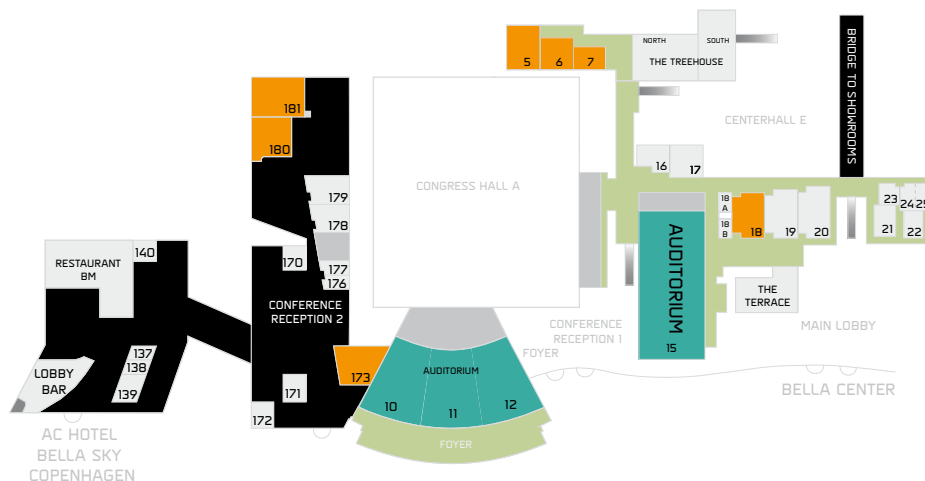 NORTH
SOUTH
THE TREEHOUSE
5
6
7
BRIDGE TO SHOWROOMS
CENTERHALL E
181
180
CONGRESS HALL A
16
17
179
178
177
176
18
A
18
B
18
19
20
23
24
25
21
22
AUDITORIUM
15
140
RESTAURANT
BM
170
CONFERENCE
RECEPTION 2
THE
TERRACE
MAIN LOBBY
CONFERENCE
RECEPTION 1
FOYER
137
138
139
LOBBY
BAR
173
171
172
AUDITORIUM
10
11
12
FOYER
BELLA CENTER
AC HOTEL
BELLA SKY
COPENHAGEN